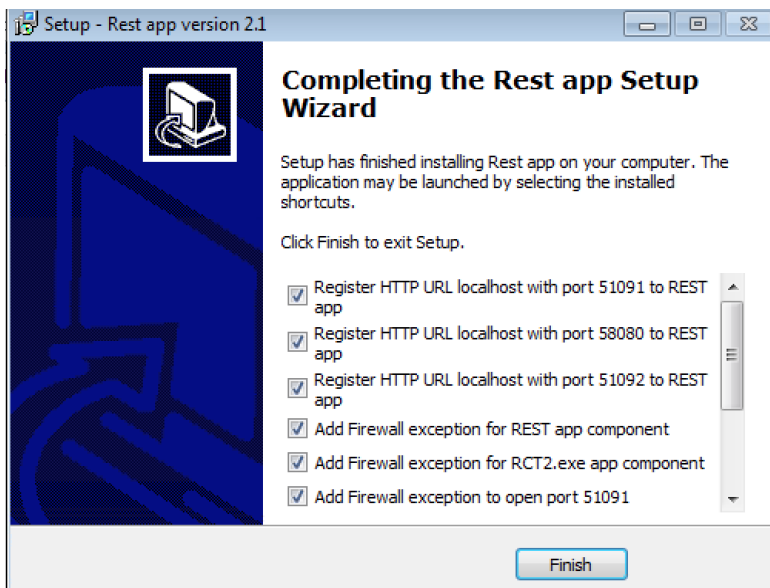 Setup - Rest app version 2.1
Completing the Rest app Setup
Wizard
Setup has finished installing Rest app on your computer. The
application may be launched by selecting the installed
shortcuts.
Click Finish to exit Setup.
Register HTTP URL localhost with port 51091 to REST
app
Register HTTP URL localhost with port 58080 to REST
app
Register HTTP URL localhost with port 51092 to REST
app
Add Firewall exception for REST app component
Add Firewall exception for RCT2.exe app component
Add Firewall exception to open port 51091
Finish